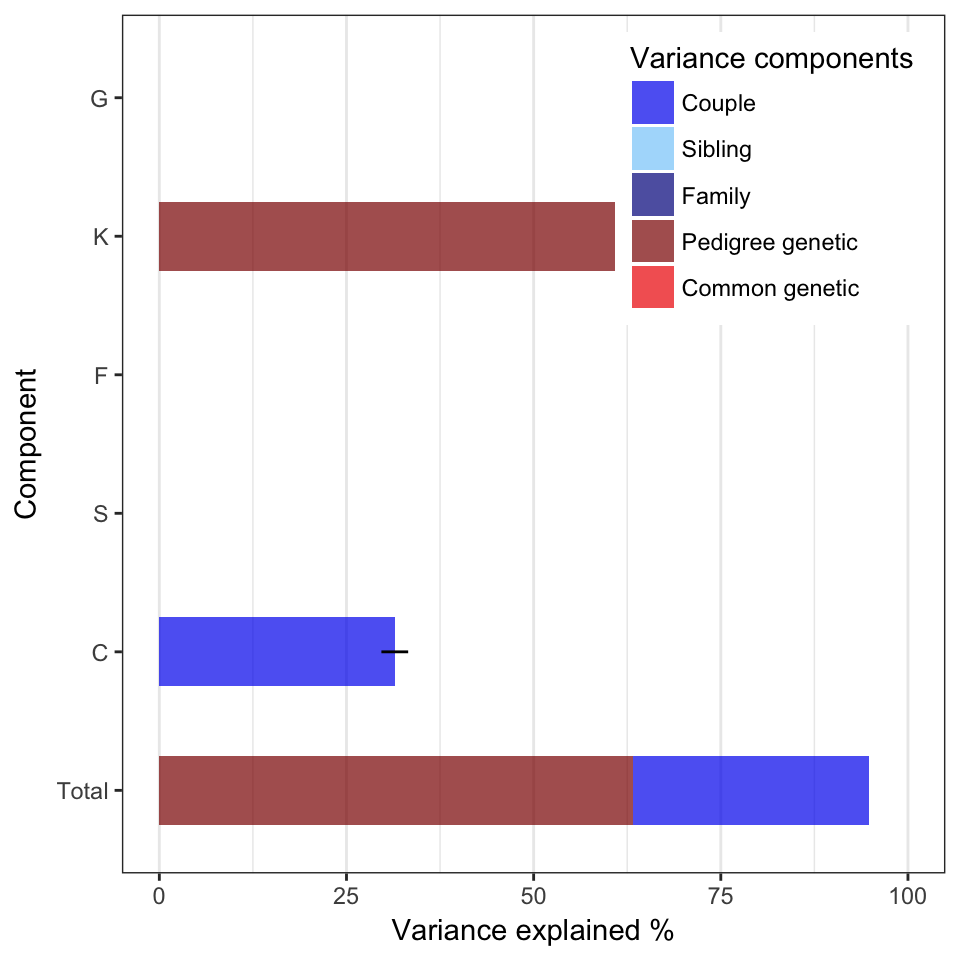 Variance components
Couple
Sibling
Family
Pedigree genetic
Common genetic
G
K
F
S
C
Total
Component
0 25 50 75 100
Variance explained %